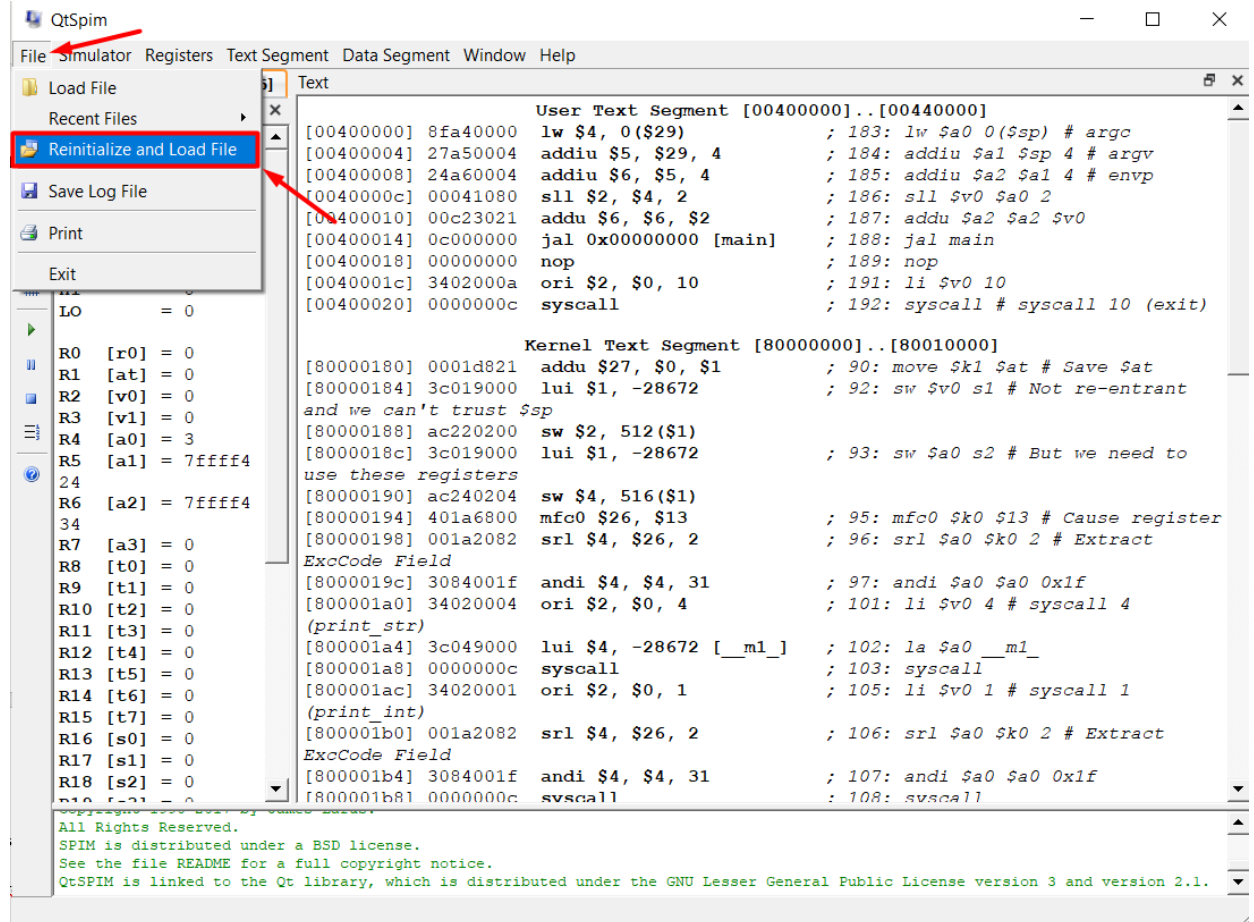 QtSpim
File Simulator Registers Text Segment Data Segment Window Help
Load File
Recent Files
Reinitialize and Load File
Save Log File
Print
Exit
LO = 0
R0 [r0] = 0
R1 [at] = 0
R2 [v0] = 0
R3 [v1] = 0
R4 [a0] = 3
R5 [a1] = 7ffff4
24
R6 [a2] = 7ffff4
34
R7 [a3] = 0
R8 [t0] = 0
R9 [t1] = 0
R10 [t2] = 0
R11 [t3] = 0
R12 [t4] = 0
R13 [t5] = 0
R14 [t6] = 0
R15 [t7] = 0
R16 [s0] = 0
R17 [s1] = 0
R18 [s2] = 0
Text
User Text Segment [00400000]..[00440000]
[00400000] 8fa40000 lw $4, 0($29) ; 183: lw $a0 0($sp) # argc
[00400004] 27a50004 addiu $5, $29, 4 ; 184: addiu $a1 $sp 4 # argv
[00400008] 24a60004 addiu $6, $5, 4 ; 185: addiu $a2 $a1 4 # envp
[0040000c] 00041080 sll $2, $4, 2 ; 186: sll $v0 $a0 2
[00400010] 00c23021 addu $6, $6, $2 ; 187: addu $a2 $a2 $v0
[00400014] 0c000000 jal 0x00000000 [main] ; 188: jal main
[00400018] 00000000 nop ; 189: nop
[0040001c] 3402000a ori $2, $0, 10 ; 191: li $v0 10
[00400020] 0000000c syscall ; 192: syscall # syscall 10 (exit)
Kernel Text Segment [80000000]..[80010000]
[80000180] 0001d821 addu $27, $0, $1 ; 90: move $k1 $at # Save $at
[80000184] 3c019000 lui $1, -28672 ; 92: sw $v0 s1 # Not re-entrant
and we can't trust $sp
[80000188] ac220200 sw $2, 512($1)
[8000018c] 3c019000 lui $1, -28672 ; 93: sw $a0 s2 # But we need to
use these registers
[80000190] ac240204 sw $4, 516($1)
[80000194] 401a6800 mfc0 $26, $13 ; 95: mfc0 $k0 $13 # Cause register
[80000198] 001a2082 srl $4, $26, 2 ; 96: srl $a0 $k0 2 # Extract
ExcCode Field
[8000019c] 3084001f andi $4, $4, 31 ; 97: andi $a0 $a0 0x1f
[800001a0] 34020004 ori $2, $0, 4 ; 101: li $v0 4 # syscall 4
(print_str)
[800001a4] 3c049000 lui $4, -28672 [__m1_] ; 102: la $a0 __m1_
[800001a8] 0000000c syscall ; 103: syscall
[800001ac] 34020001 ori $2, $0, 1 ; 105: li $v0 1 # syscall 1
(print_int)
[800001b0] 001a2082 srl $4, $26, 2 ; 106: srl $a0 $k0 2 # Extract
ExcCode Field
[800001b4] 3084001f andi $4, $4, 31 ; 107: andi $a0 $a0 0x1f
[800001b8] 0000000c syscall ; 108: syscall
All Rights Reserved.
SPIM is distributed under a BSD license.
See the file README for a full copyright notice.
QtSPIM is linked to the Qt library, which is distributed under the GNU Lesser General Public License version 3 and version 2.1.